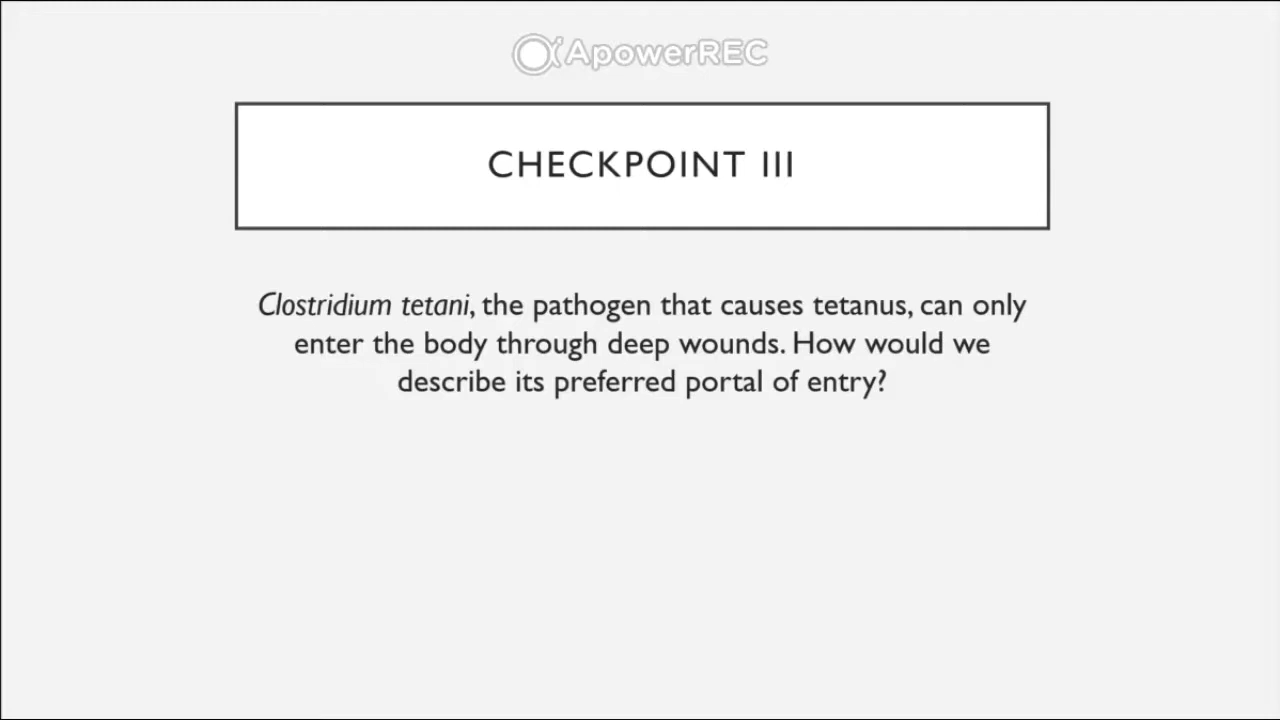 ApowerREC
CHECKPOINT III
Clostridium tetani, the pathogen that causes tetanus, can only
enter the body through deep wounds. How would we
describe its preferred portal of entry?